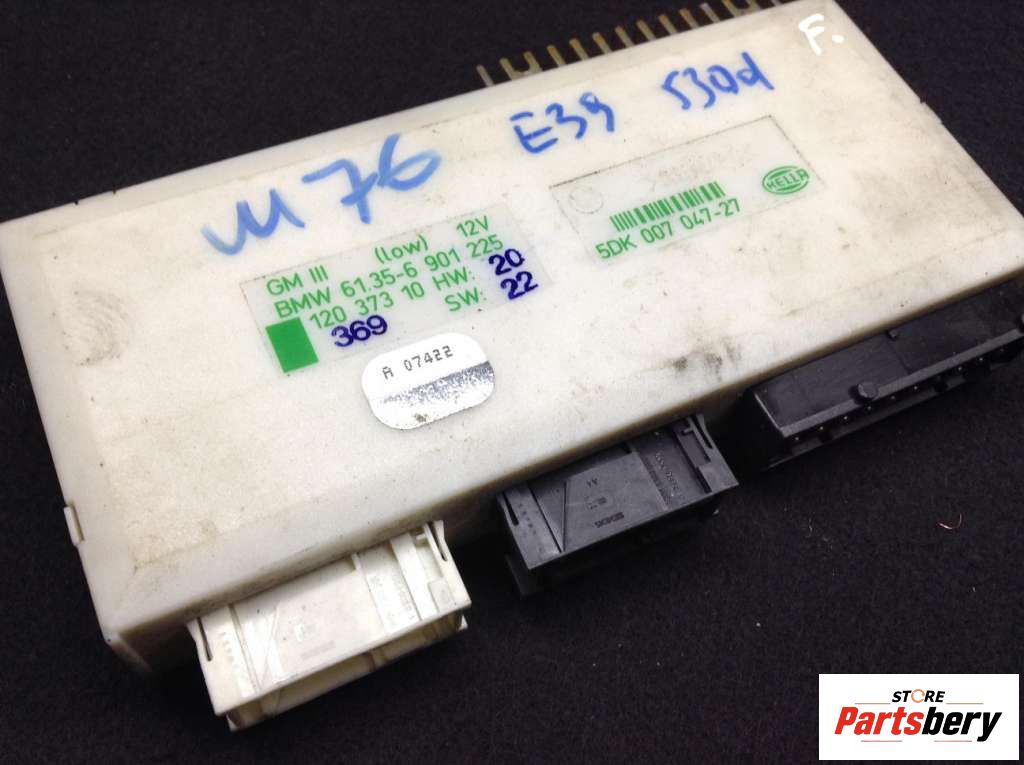 F.
M76 E39 530d
GM III (low) 12V
BMW 61.35-6 901 225
120 373 10 HW: 20
369 SW: 22
A 07422
HELLA
5DK 007 047-27
STORE
Partsbery